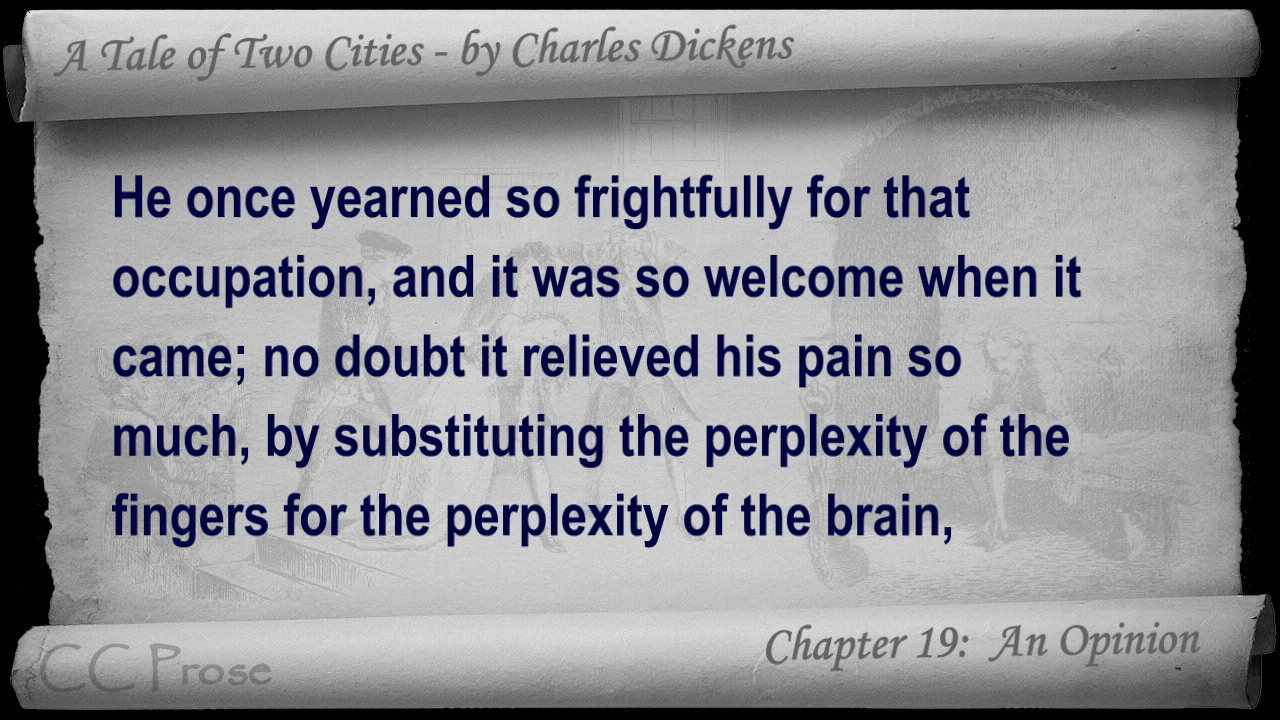 A Tale of Two Cities - by Charles Dickens
He once yearned so frightfully for that
occupation, and it was so welcome when it
came; no doubt it relieved his pain so
much, by substituting the perplexity of the
fingers for the perplexity of the brain,
Chapter 19: An Opinion
CC Prose